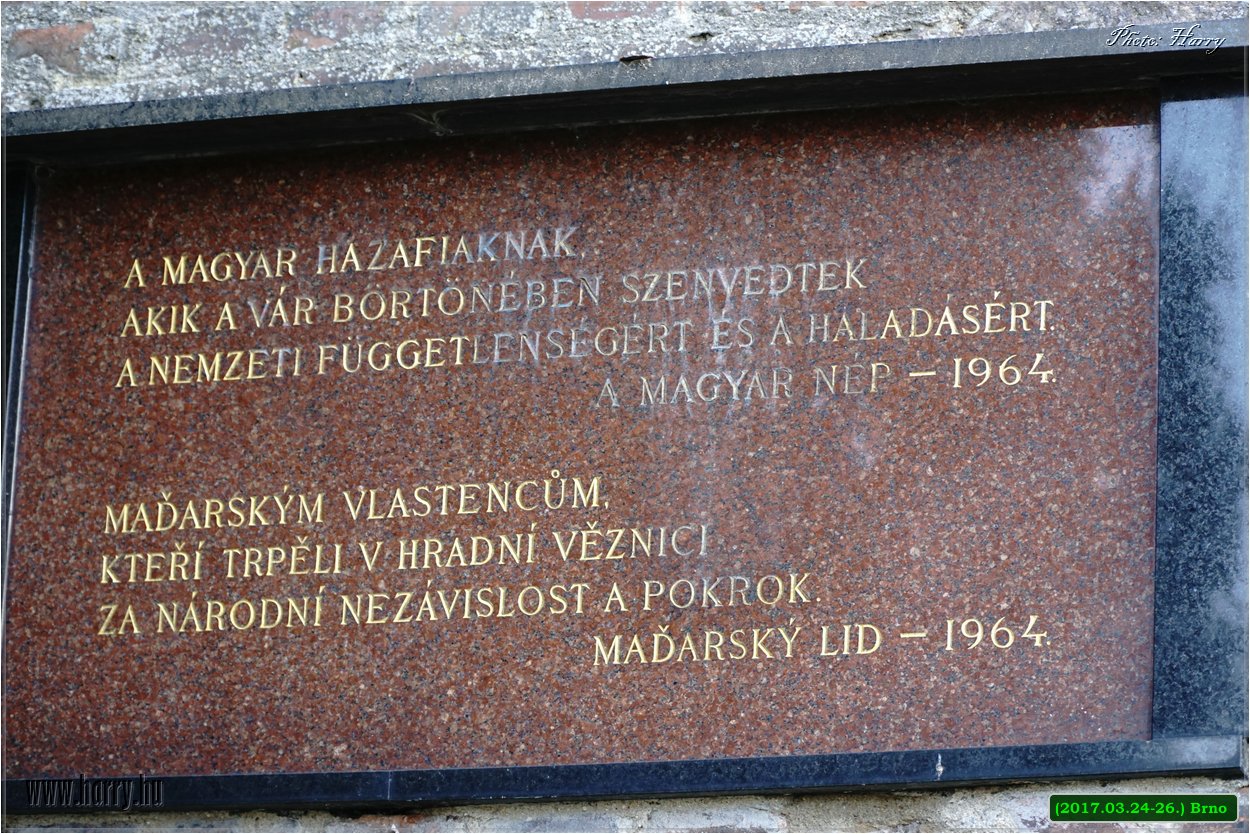 Photo: Harry
A MAGYAR HAZAFIAKNAK,
AKIK A VÁR BÖRTÖNÉBEN SZENVEDTEK
A NEMZETI FÜGGETLENSÉGÉRT ÉS A HALADÁSÉRT.
A MAGYAR NÉP – 1964.
MAĎARSKÝM VLASTENCŮM,
KTEŘÍ TRPĚLI V HRADNÍ VĚZNICI
ZA NÁRODNÍ NEZÁVISLOST A POKROK.
MAĎARSKÝ LID – 1964.
www.harry.hu
(2017.03.24-26.) Brno